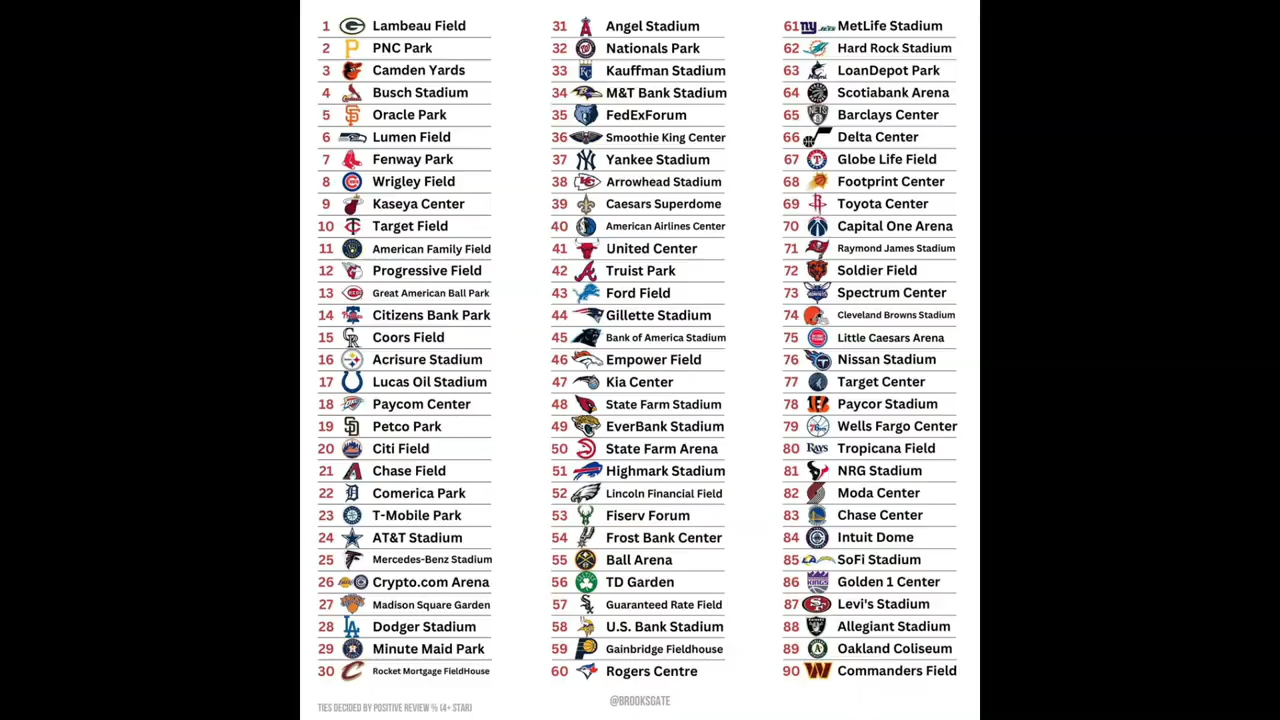 1 Lambeau Field
2 PNC Park
3 Camden Yards
4 Busch Stadium
5 Oracle Park
6 Lumen Field
7 Fenway Park
8 Wrigley Field
9 Kaseya Center
10 Target Field
11 American Family Field
12 Progressive Field
13 Great American Ball Park
14 Citizens Bank Park
15 Coors Field
16 Acrisure Stadium
17 Lucas Oil Stadium
18 Paycom Center
19 Petco Park
20 Citi Field
21 Chase Field
22 Comerica Park
23 T-Mobile Park
24 AT&T Stadium
25 Mercedes-Benz Stadium
26 Crypto.com Arena
27 Madison Square Garden
28 Dodger Stadium
29 Minute Maid Park
30 Rocket Mortgage FieldHouse
31 Angel Stadium
32 Nationals Park
33 Kauffman Stadium
34 M&T Bank Stadium
35 FedExForum
36 Smoothie King Center
37 Yankee Stadium
38 Arrowhead Stadium
39 Caesars Superdome
40 American Airlines Center
41 United Center
42 Truist Park
43 Ford Field
44 Gillette Stadium
45 Bank of America Stadium
46 Empower Field
47 Kia Center
48 State Farm Stadium
49 EverBank Stadium
50 State Farm Arena
51 Highmark Stadium
52 Lincoln Financial Field
53 Fiserv Forum
54 Frost Bank Center
55 Ball Arena
56 TD Garden
57 Guaranteed Rate Field
58 U.S. Bank Stadium
59 Gainbridge Fieldhouse
60 Rogers Centre
61 ny JETS MetLife Stadium
62 Hard Rock Stadium
63 Miami LoanDepot Park
64 Scotiabank Arena
65 NETS Barclays Center
66 Delta Center
67 Globe Life Field
68 Footprint Center
69 Toyota Center
70 Capital One Arena
71 Raymond James Stadium
72 Soldier Field
73 Spectrum Center
74 Cleveland Browns Stadium
75 Little Caesars Arena
76 Nissan Stadium
77 Target Center
78 Paycor Stadium
79 Wells Fargo Center
80 RAYS Tropicana Field
81 NRG Stadium
82 Moda Center
83 Chase Center
84 Intuit Dome
85 SoFi Stadium
86 KINGS Golden 1 Center
87 Levi's Stadium
88 Allegiant Stadium
89 Oakland Coliseum
90 Commanders Field
TIES DECIDED BY POSITIVE REVIEW % (4+ STAR)
@BROOKSGATE